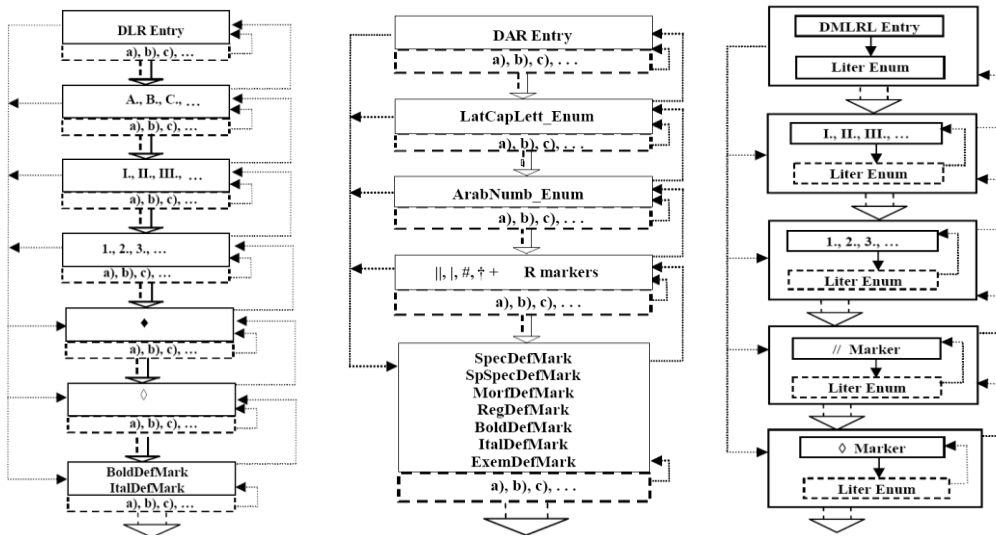 DLR Entry
a), b), c), …
A., B., C., …
a), b), c), …
I., II., III., …
a), b), c), …
1., 2., 3., …
a), b), c), …
♦
a), b), c), …
◊
a), b), c), …
BoldDefMark
ItalDefMark
a), b), c), …
DAR Entry
a), b), c), . . .
LatCapLett_Enum
a), b), c), . . .
ArabNumb_Enum
a), b), c), . . .
||, |, #, † + R markers
a), b), c), . . .
SpecDefMark
SpSpecDefMark
MorfDefMark
RegDefMark
BoldDefMark
ItalDefMark
ExemDefMark
a), b), c), . . .
DMLRL Entry
Liter Enum
I., II., III., …
Liter Enum
1., 2., 3., …
Liter Enum
// Marker
Liter Enum
◊ Marker
Liter Enum